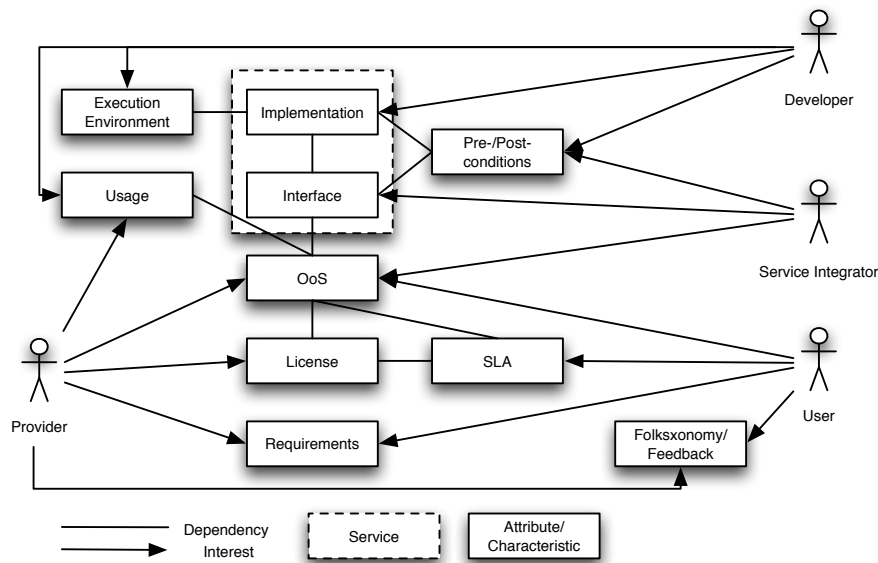 Developer
Execution
Environment
Implementation
Pre-/Post-
conditions
Usage
Interface
Service Integrator
OoS
License
SLA
Provider
User
Requirements
Folksxonomy/
Feedback
Dependency
Interest
Service
Attribute/
Characteristic